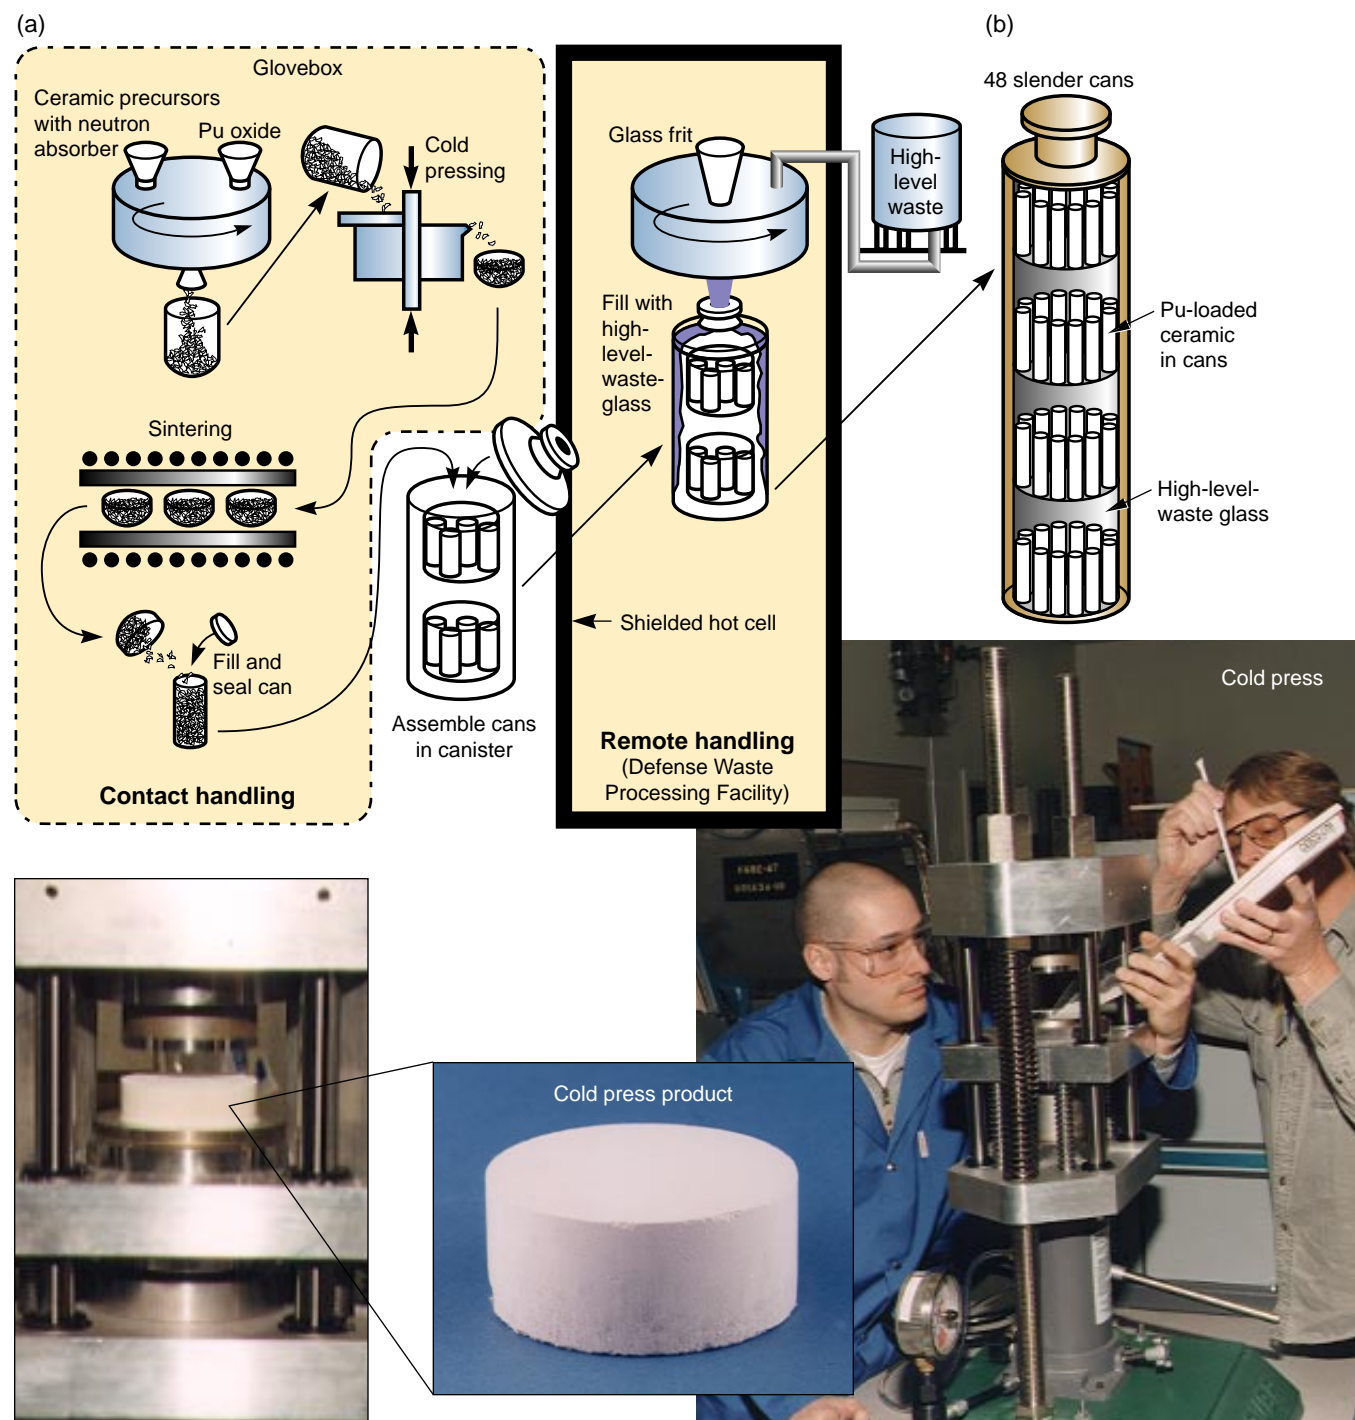 (a)
(b)
Glovebox
Ceramic precursors
with neutron
absorber
Pu oxide
Cold
pressing
Glass frit
High-
level
waste
48 slender cans
Fill with
high-
level-
waste-
glass
Pu-loaded
ceramic
in cans
Sintering
High-level-
waste glass
Shielded hot cell
Fill and
seal can
Assemble cans
in canister
Remote handling
(Defense Waste
Processing Facility)
Contact handling
Cold press
Cold press product